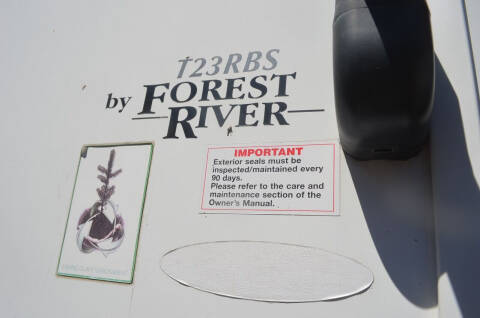 T23RBS
by FOREST
RIVER
IMPORTANT
Exterior seals must be
inspected/maintained every
90 days.
Please refer to the care and
maintenance section of the
Owner's Manual.